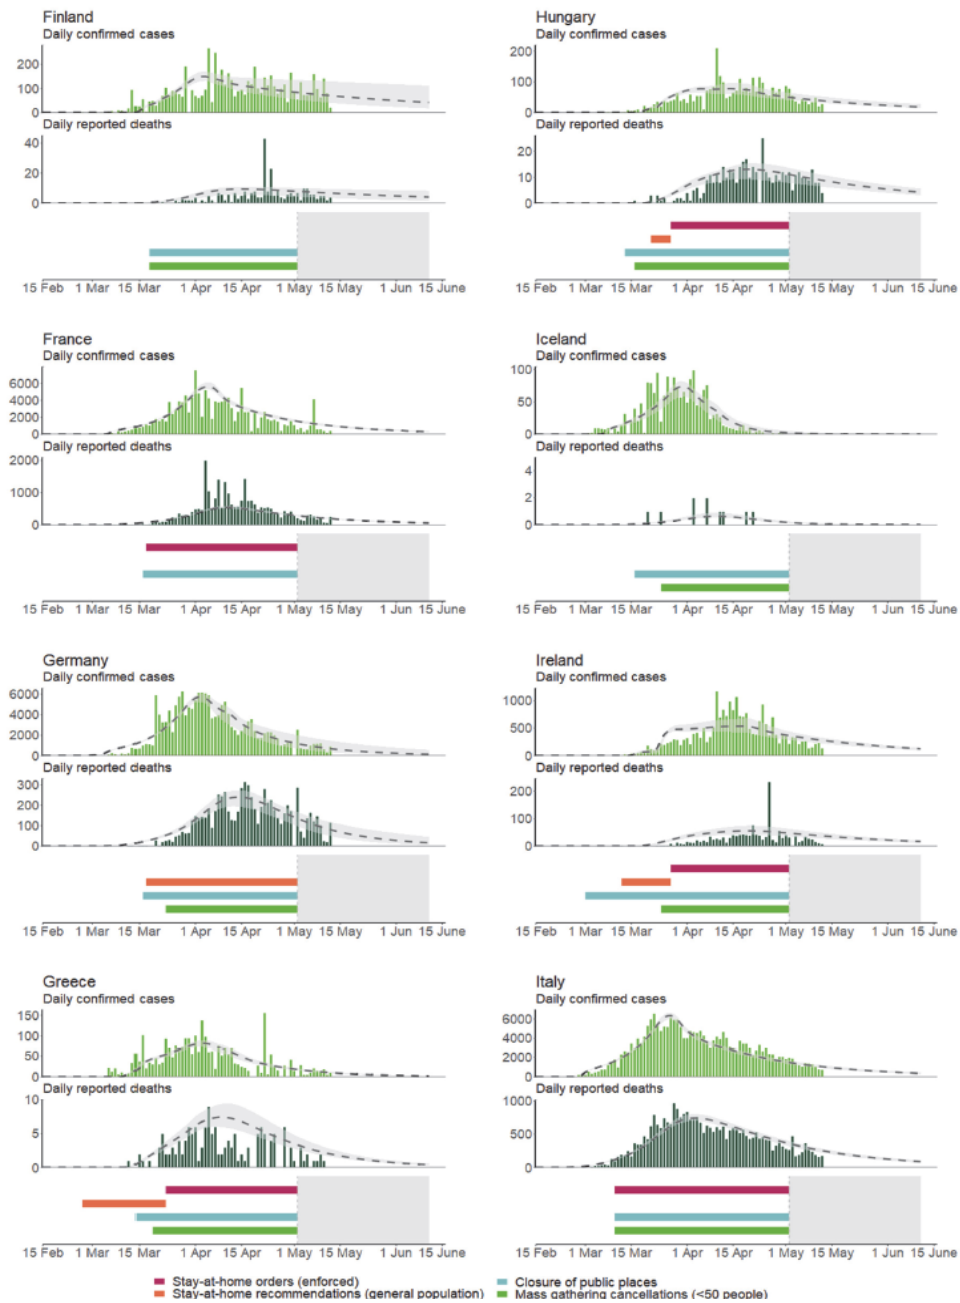 Finland
Daily confirmed cases
200
100
0
Daily reported deaths
40
20
0
15 Feb 1 Mar 15 Mar 1 Apr 15 Apr 1 May 15 May 1 Jun 15 June
Hungary
Daily confirmed cases
200
100
0
Daily reported deaths
20
10
0
15 Feb 1 Mar 15 Mar 1 Apr 15 Apr 1 May 15 May 1 Jun 15 June
France
Daily confirmed cases
6000
4000
2000
0
Daily reported deaths
2000
1000
0
15 Feb 1 Mar 15 Mar 1 Apr 15 Apr 1 May 15 May 1 Jun 15 June
Iceland
Daily confirmed cases
100
50
0
Daily reported deaths
4
2
0
15 Feb 1 Mar 15 Mar 1 Apr 15 Apr 1 May 15 May 1 Jun 15 June
Germany
Daily confirmed cases
6000
4000
2000
0
Daily reported deaths
300
200
100
0
15 Feb 1 Mar 15 Mar 1 Apr 15 Apr 1 May 15 May 1 Jun 15 June
Ireland
Daily confirmed cases
1000
500
0
Daily reported deaths
200
100
0
15 Feb 1 Mar 15 Mar 1 Apr 15 Apr 1 May 15 May 1 Jun 15 June
Greece
Daily confirmed cases
150
100
50
0
Daily reported deaths
10
5
0
15 Feb 1 Mar 15 Mar 1 Apr 15 Apr 1 May 15 May 1 Jun 15 June
Italy
Daily confirmed cases
6000
4000
2000
0
Daily reported deaths
1000
500
0
15 Feb 1 Mar 15 Mar 1 Apr 15 Apr 1 May 15 May 1 Jun 15 June
Stay-at-home orders (enforced)
Stay-at-home recommendations (general population)
Closure of public places
Mass gathering cancellations (<50 people)